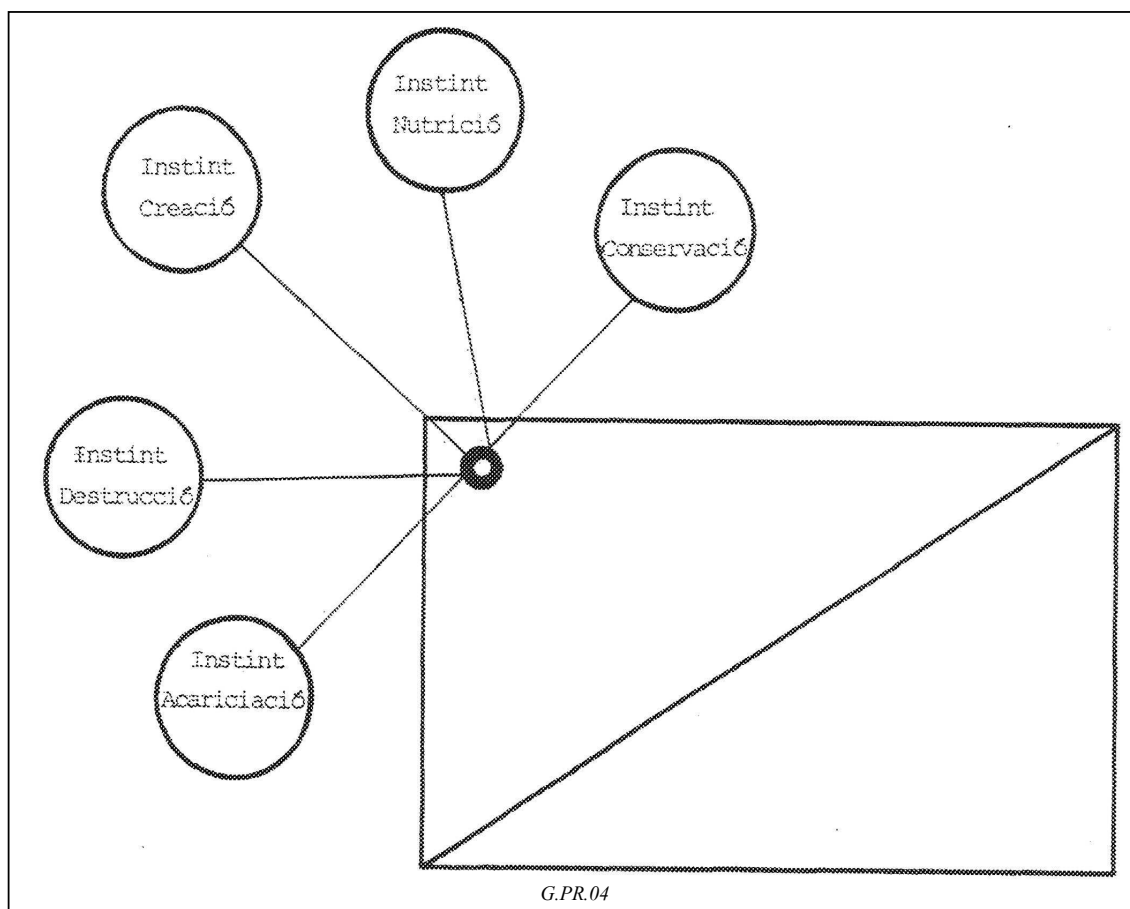 Instint
Nutrició
Instint
Creació
Instint
Conservació
Instint
Destrucció
Instint
Acariciació
G.PR.04